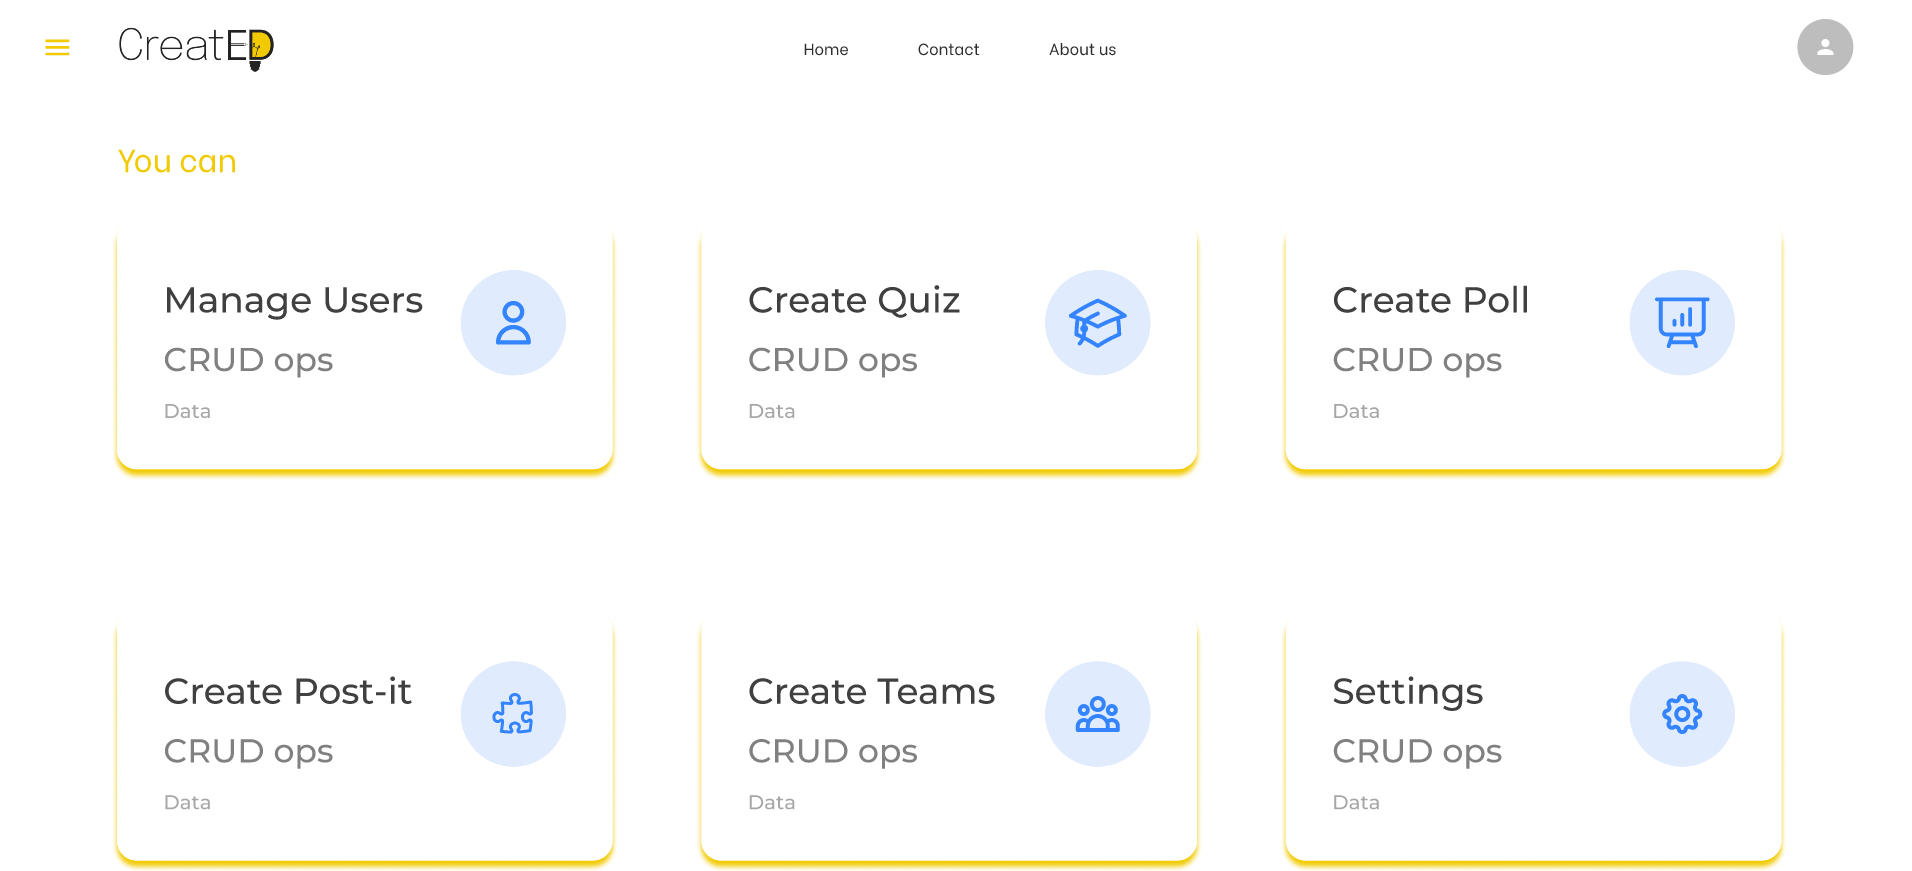 CreatED
Home
Contact
About us
You can
Manage Users
CRUD ops
Data
Create Quiz
CRUD ops
Data
Create Poll
CRUD ops
Data
Create Post-it
CRUD ops
Data
Create Teams
CRUD ops
Data
Settings
CRUD ops
Data